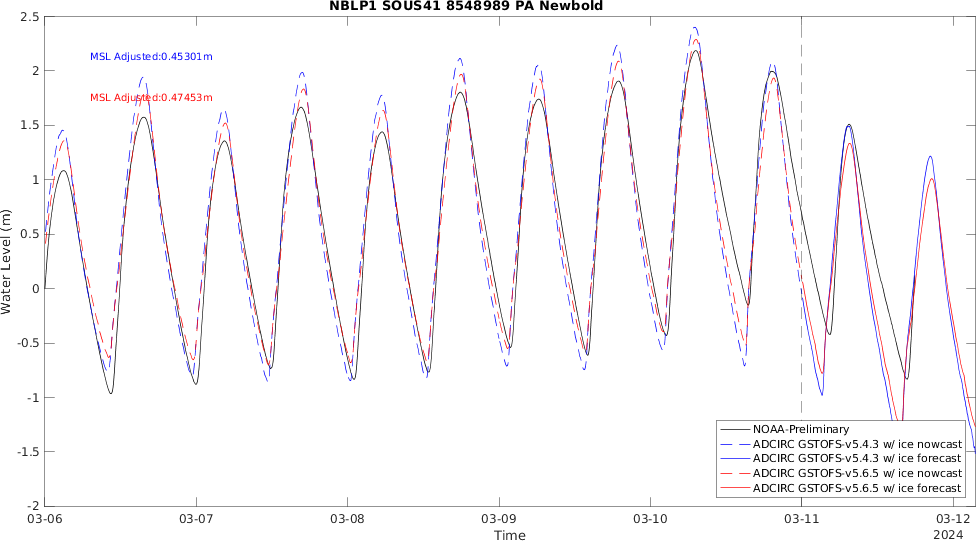 NBLP1 SOUS41 8548989 PA Newbold
MSL Adjusted:0.45301m
MSL Adjusted:0.47453m
Water Level (m)
2.5
2
1.5
1
0.5
0
-0.5
-1
-1.5
-2
NOAA-Preliminary
ADCIRC GSTOFS-v5.4.3 w/ ice nowcast
ADCIRC GSTOFS-v5.4.3 w/ ice forecast
ADCIRC GSTOFS-v5.6.5 w/ ice nowcast
ADCIRC GSTOFS-v5.6.5 w/ ice forecast
03-06 03-07 03-08 03-09 03-10 03-11 03-12
Time
2024